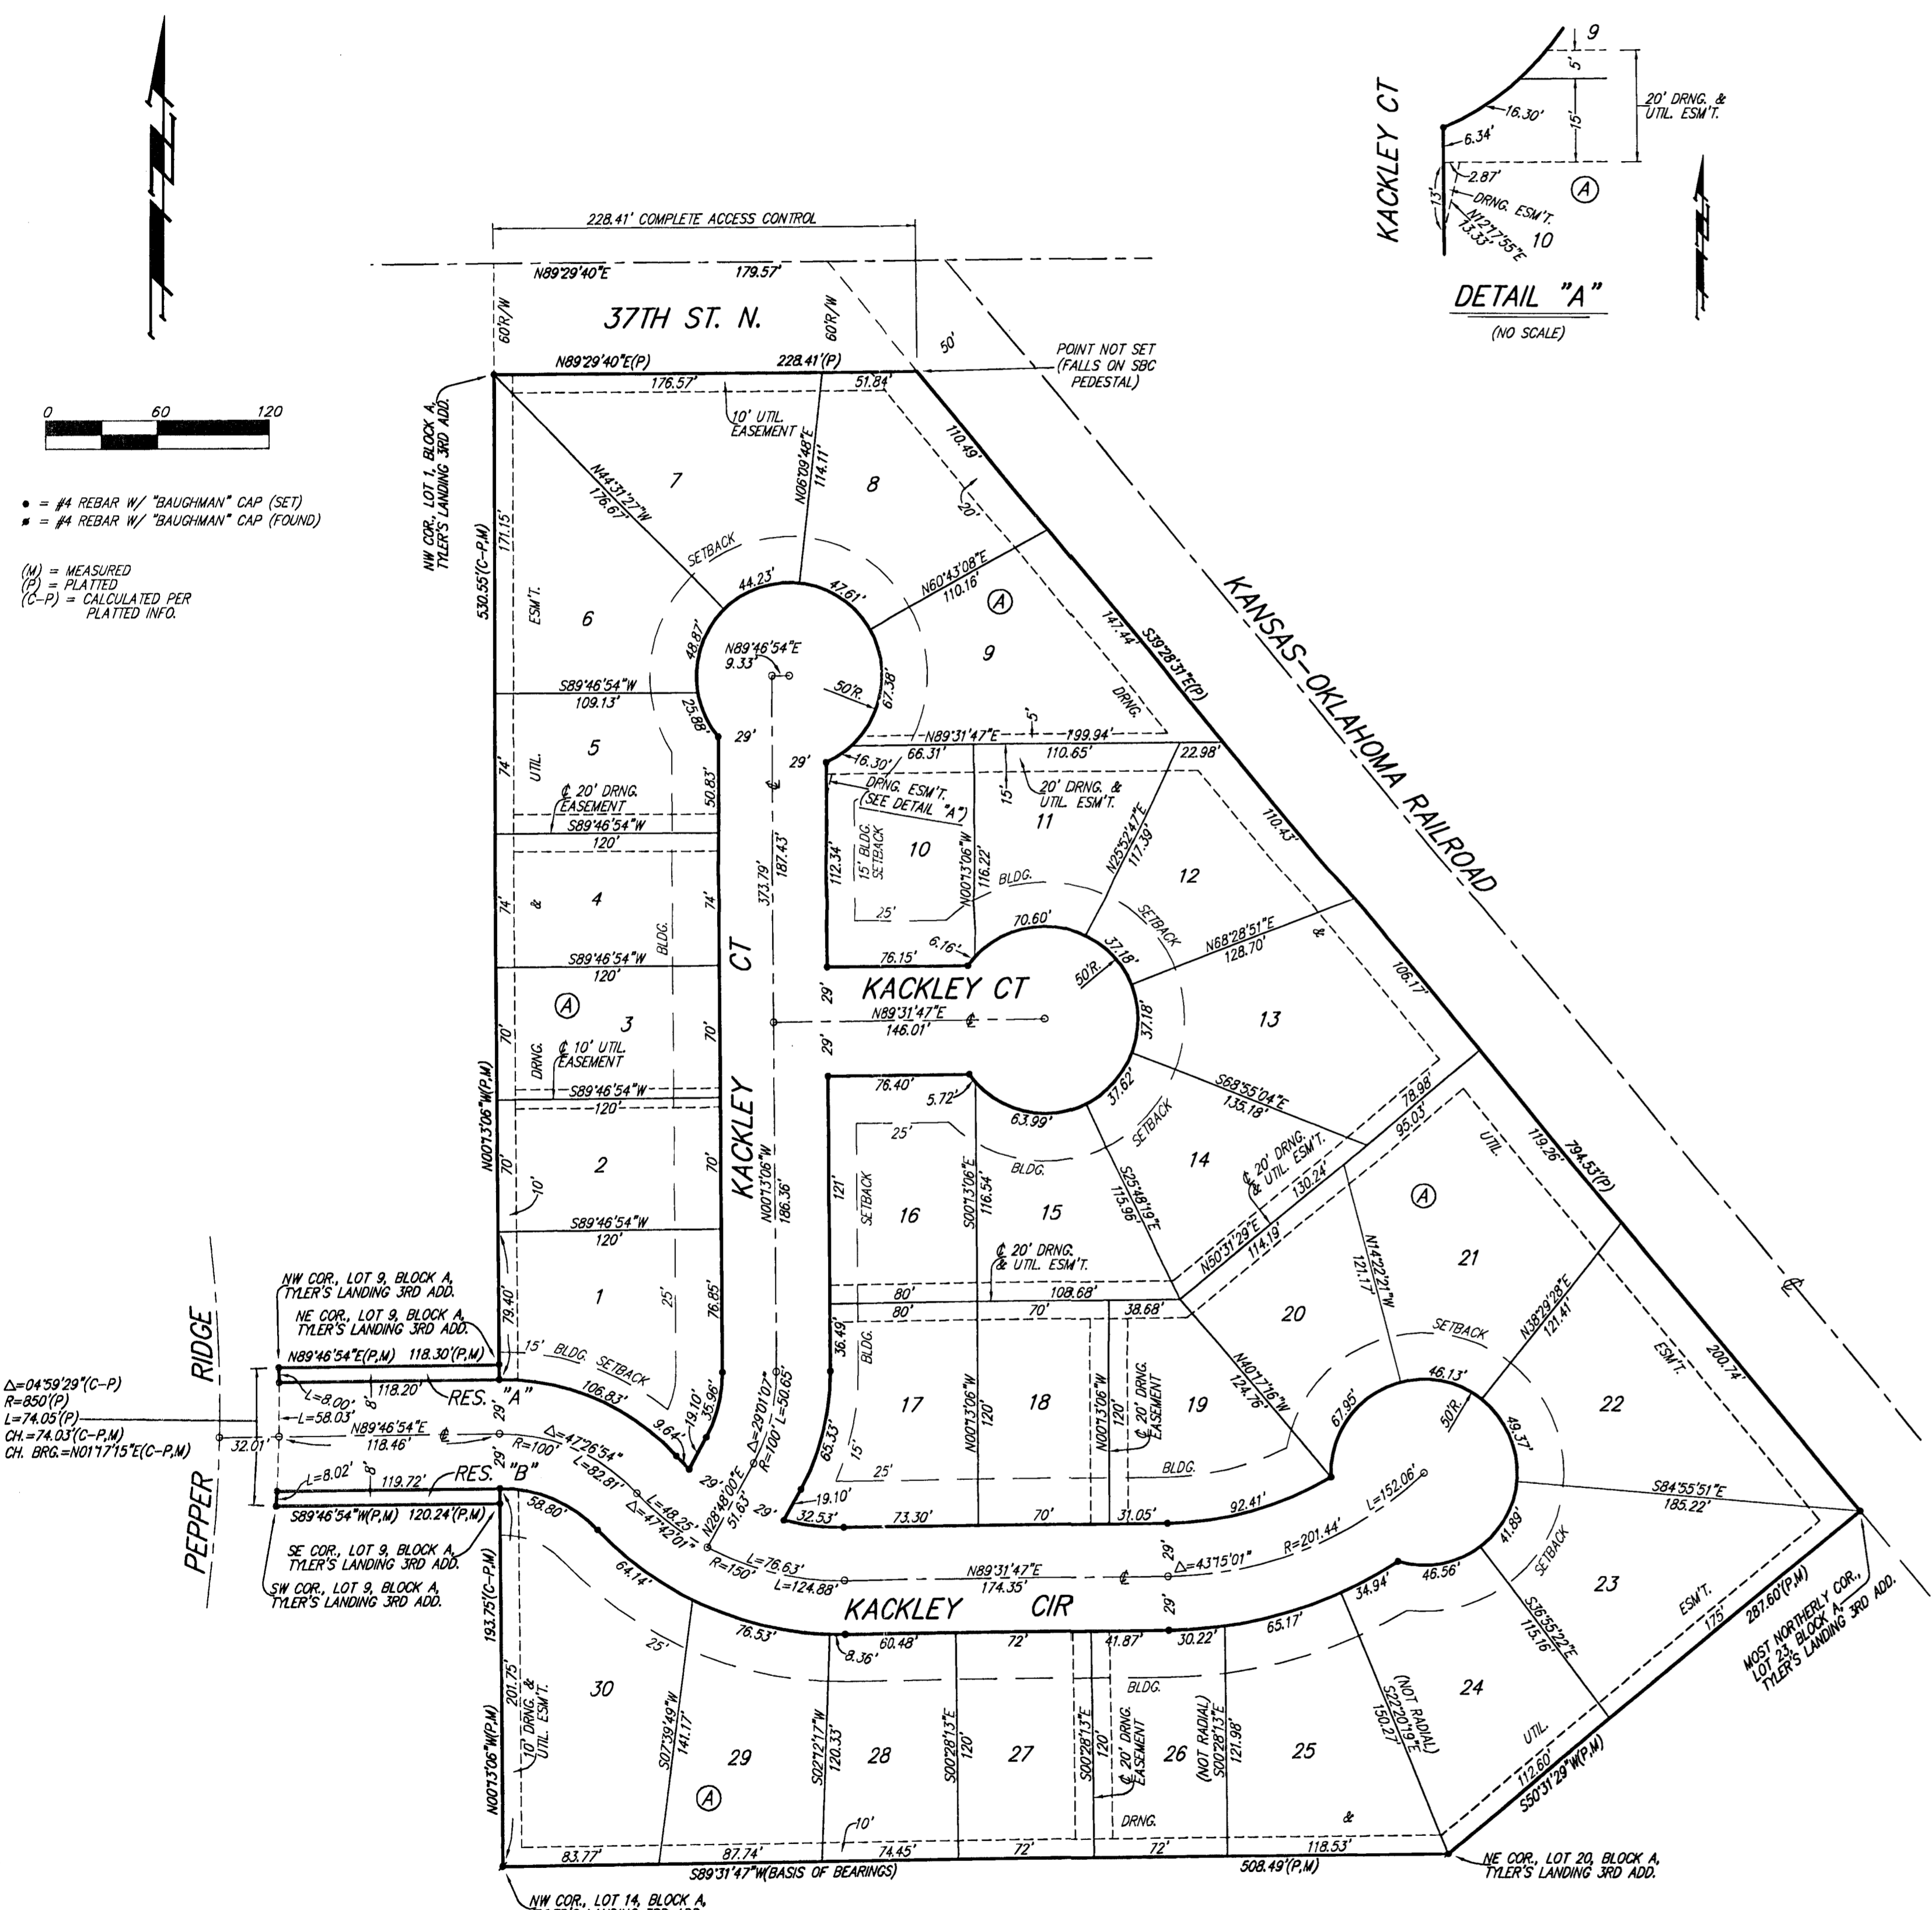 KACKLEY CT
9
5'
16.30'
15'
20' DRNG. &
UTIL. ESM'T.
6.34'
2.87'
13'
DRNG. ESM'T.
N12°17'55"E
13.33'
10
A
DETAIL "A"
(NO SCALE)
228.41' COMPLETE ACCESS CONTROL
N89°29'40"E 179.57'
60'R/W
37TH ST. N.
60'R/W
50'
POINT NOT SET
(FALLS ON SBC
PEDESTAL)
N89°29'40"E(P) 228.41'(P)
176.57' 51.84'
0 60 120
NW COR., LOT 1, BLOCK A,
TYLER'S LANDING 3RD ADD.
10' UTIL.
EASEMENT
110.49'
N44°31'27"W
176.67'
7
N06°09'48"E
114.11'
8
20'
• = #4 REBAR W/ "BAUGHMAN" CAP (SET)
= #4 REBAR W/ "BAUGHMAN" CAP (FOUND)
(M) = MEASURED
(P) = PLATTED
(C-P) = CALCULATED PER
PLATTED INFO.
530.55'(C-P,M)
171.15'
SETBACK
44.23'
47.61'
N60°43'08"E
110.16'
A
147.44'
S39°28'31"E(P)
KANSAS-OKLAHOMA RAILROAD
ESM'T.
6
48.87'
N89°46'54"E
9.33'
50'R.
67.38'
9
DRNG.
S89°46'54"W
109.13'
25.88'
29'
29'
5
74'
UTIL.
N89°31'47"E 199.94'
5'
16.30'
66.31'
110.65'
22.98'
¢ 20' DRNG.
EASEMENT
50.83'
DRNG. ESM'T.
(SEE DETAIL "A")
15'
20' DRNG. &
UTIL. ESM'T.
11
S89°46'54"W
120'
373.79'
187.43'
112.34'
15' BLDG.
SETBACK
10
N00°13'06"W
116.22'
N25°52'47"E
117.39'
110.43'
12
74'
&
4
74'
25'
BLDG.
70.60'
37.18'
SETBACK
N68°28'51"E
128.70'
&
BLDG.
S89°46'54"W
120'
6.16'
76.15'
50'R.
106.17'
A
3
70'
70'
KACKLEY CT
29'
KACKLEY CT
N89°31'47"E
146.01'
29'
37.18'
13
DRNG.
¢ 10' UTIL.
EASEMENT
S89°46'54"W
120'
N00°13'06"W(P,M)
76.40'
5.72'
63.99'
37.62'
S68°55'04"E
135.18'
78.98'
95.03'
2
70'
70'
10'
25'
BLDG.
SETBACK
14
¢ 20' DRNG.
& UTIL. ESM'T.
130.24'
UTIL.
119.26'
794.53'(P)
A
N00°13'06"W
186.36'
121'
SETBACK
16
S00°13'06"E
116.54'
15
S25°48'19"E
115.96'
N50°31'29"E
114.19'
S89°46'54"W
120'
¢ 20' DRNG.
& UTIL. ESM'T.
N14°22'21"W
121.17'
21
N38°29'28"E
121.41'
NW COR., LOT 9, BLOCK A,
TYLER'S LANDING 3RD ADD.
NE COR., LOT 9, BLOCK A,
TYLER'S LANDING 3RD ADD.
79.40'
1
25'
76.85'
80' 108.68'
80' 70' 38.68'
20
SETBACK
ESM'T.
200.74'
PEPPER RIDGE
N89°46'54"E(P,M) 118.30'(P,M)
15' BLDG. SETBACK
36.49'
BLDG.
Δ=04°59'29"(C-P)
R=850'(P)
L=74.05'(P)
CH.=74.03'(C-P,M)
CH. BRG.=N01°17'15"E(C-P,M)
L=8.00'
8'
118.20'
RES. "A"
106.83'
L=58.03'
32.01'
N89°46'54"E
118.46'
29'
R=100'
Δ=47°26'54"
L=82.81'
9.64'
19.10'
35.96'
Δ=29°01'07"
R=100'
L=50.65'
65.33'
17
N00°13'06"W
120'
18
N00°13'06"W
120'
¢ 20' DRNG.
EASEMENT
19
N40°17'16"W
124.76'
67.95'
46.13'
50'R.
49.37'
22
15'
25'
BLDG.
L=8.02'
8'
119.72'
RES. "B"
29'
S89°46'54"W(P,M) 120.24'(P,M)
58.80'
L=48.25'
Δ=47°42'01"
29'
N28°48'00"E
51.63'
29'
19.10'
32.53' 73.30' 70' 31.05' 92.41'
L=152.06'
S84°55'51"E
185.22'
41.89'
SE COR., LOT 9, BLOCK A,
TYLER'S LANDING 3RD ADD.
SW COR., LOT 9, BLOCK A,
TYLER'S LANDING 3RD ADD.
64.14'
R=150'
L=76.63'
L=124.88'
N89°31'47"E
174.35'
29'
29'
Δ=43°15'01"
R=201.44'
34.94'
46.56'
SETBACK
23
KACKLEY CIR
S36°55'22"E
115.16'
ESM'T.
175'
287.60'(P,M)
MOST NORTHERLY COR.,
LOT 23, BLOCK A,
TYLER'S LANDING 3RD ADD.
193.75'(C-P,M)
201.75'
76.53'
8.36'
60.48' 72' 41.87' 30.22' 65.17'
25'
BLDG.
30
10' DRNG. &
UTIL. ESM'T.
N00°13'06"W(P,M)
S07°39'49"W
141.17'
29
A
S02°12'17"W
120.33'
28
S00°28'13"E
120'
27
S00°28'13"E
120'
¢ 20' DRNG.
EASEMENT
26
(NOT RADIAL)
S00°28'13"E
121.98'
25
(NOT RADIAL)
S22°20'19"E
150.27'
24
UTIL.
112.60'
S50°31'29"W(P,M)
10'
DRNG.
&
83.77' 87.74' 74.45' 72' 72' 118.53'
S89°31'47"W(BASIS OF BEARINGS) 508.49'(P,M)
NE COR., LOT 20, BLOCK A,
TYLER'S LANDING 3RD ADD.
NW COR., LOT 14, BLOCK A,